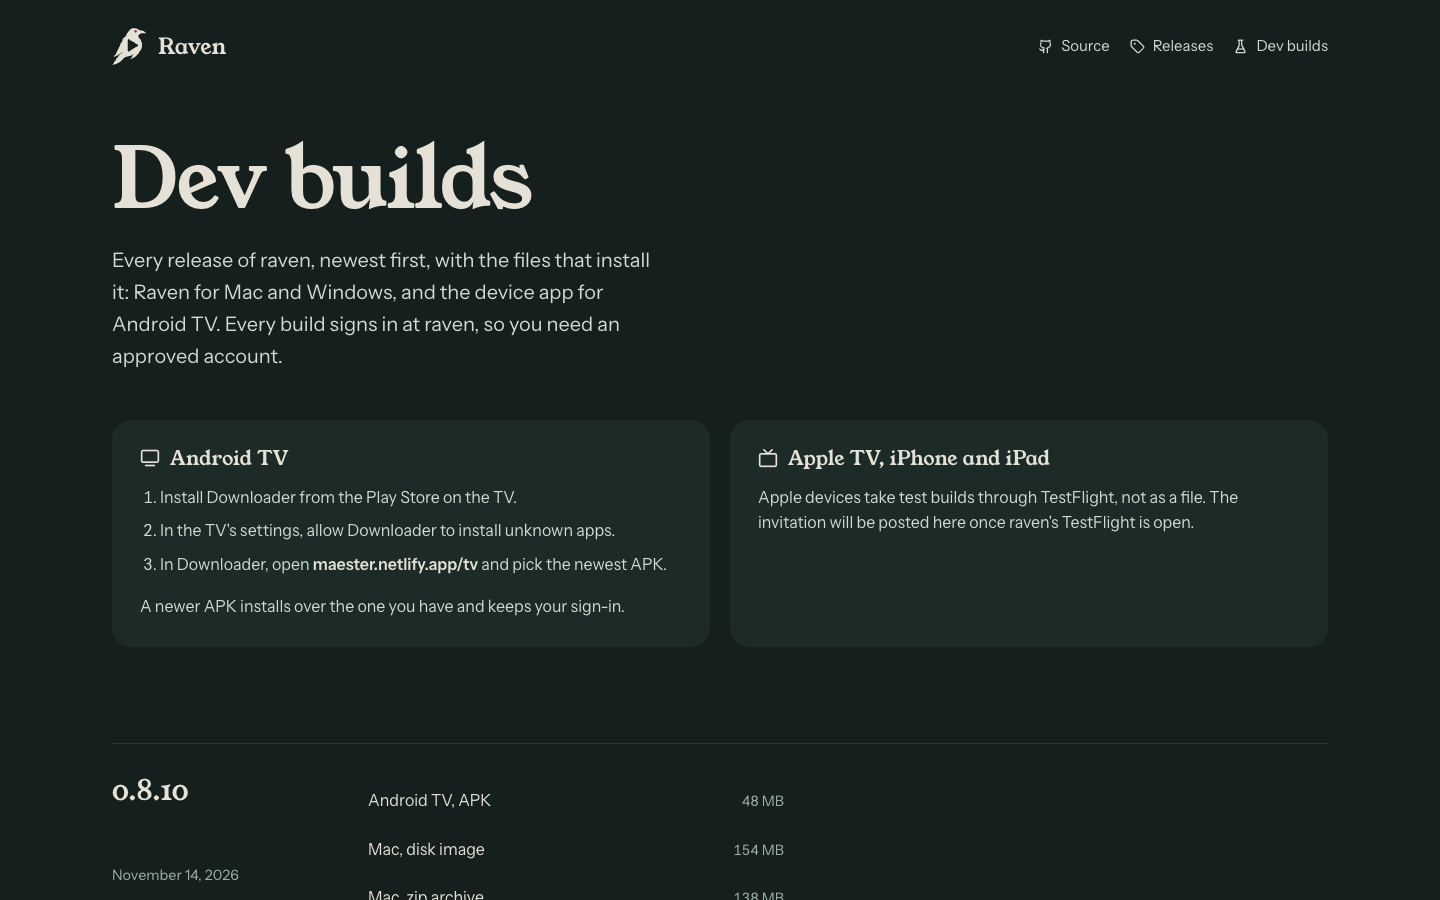 Raven
Source
Releases
Dev builds
Dev builds
Every release of raven, newest first, with the files that install
it: Raven for Mac and Windows, and the device app for
Android TV. Every build signs in at raven, so you need an
approved account.
Android TV
1. Install Downloader from the Play Store on the TV.
2. In the TV's settings, allow Downloader to install unknown apps.
3. In Downloader, open maester.netlify.app/tv and pick the newest APK.
A newer APK installs over the one you have and keeps your sign-in.
Apple TV, iPhone and iPad
Apple devices take test builds through TestFlight, not as a file. The
invitation will be posted here once raven's TestFlight is open.
0.8.10
November 14, 2026
Android TV, APK 48 MB
Mac, disk image 154 MB
Mac, zip archive 138 MB